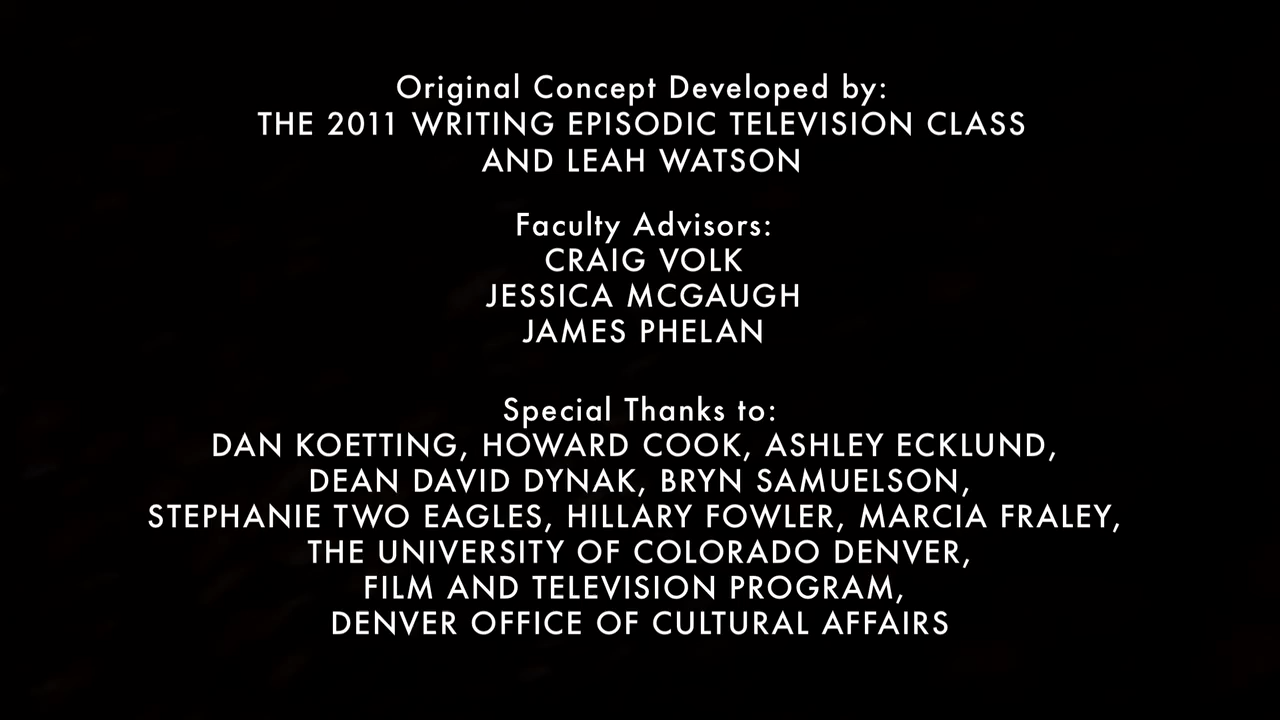 Original Concept Developed by:
THE 2011 WRITING EPISODIC TELEVISION CLASS
AND LEAH WATSON
Faculty Advisors:
CRAIG VOLK
JESSICA MCGAUGH
JAMES PHELAN
Special Thanks to:
DAN KOETTING, HOWARD COOK, ASHLEY ECKLUND,
DEAN DAVID DYNAK, BRYN SAMUELSON,
STEPHANIE TWO EAGLES, HILLARY FOWLER, MARCIA FRALEY,
THE UNIVERSITY OF COLORADO DENVER,
FILM AND TELEVISION PROGRAM,
DENVER OFFICE OF CULTURAL AFFAIRS